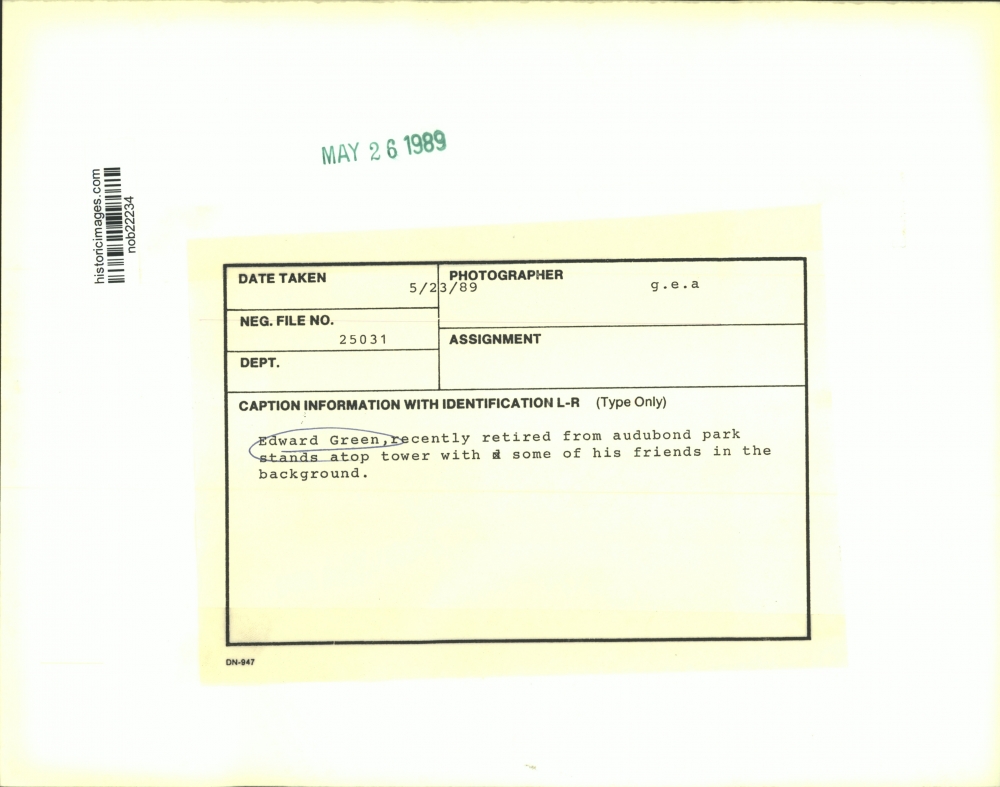 MAY 26 1989
historicimages.com
nob22234
DATE TAKEN
5/23/89
PHOTOGRAPHER
g.e.a
NEG. FILE NO.
25031
ASSIGNMENT
DEPT.
CAPTION INFORMATION WITH IDENTIFICATION L-R (Type Only)
Edward Green,recently retired from audubond park
stands atop tower with some of his friends in the
background.
DN-947